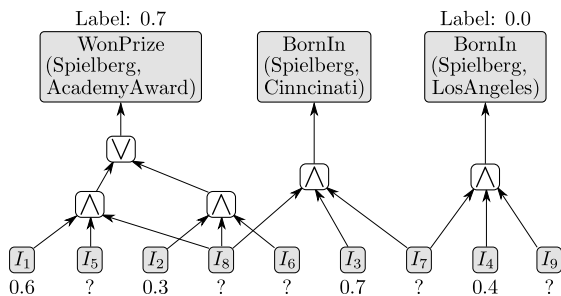 Label: 0.7
Label: 0.0
WonPrize
(Spielberg,
AcademyAward)
BornIn
(Spielberg,
Cinncinati)
BornIn
(Spielberg,
LosAngeles)
⋁
⋀ ⋀ ⋀ ⋀
I1 I5 I2 I8 I6 I3 I7 I4 I9
0.6 ? 0.3 ? ? 0.7 ? 0.4 ?